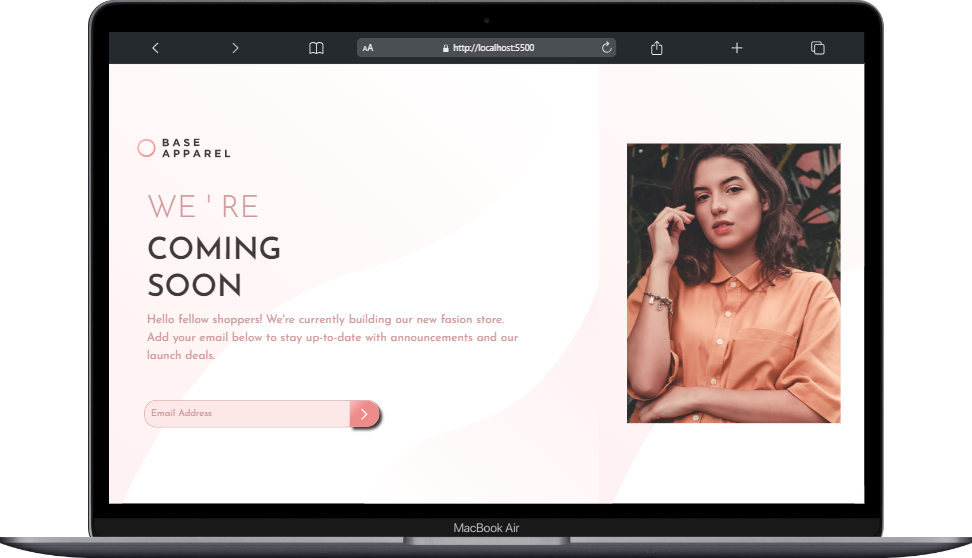 AA
http://localhost:5500
BASE
APPAREL
WE ' RE
COMING
SOON
Hello fellow shoppers! We're currently building our new fasion store.
Add your email below to stay up-to-date with announcements and our
launch deals.
Email Address
MacBook Air